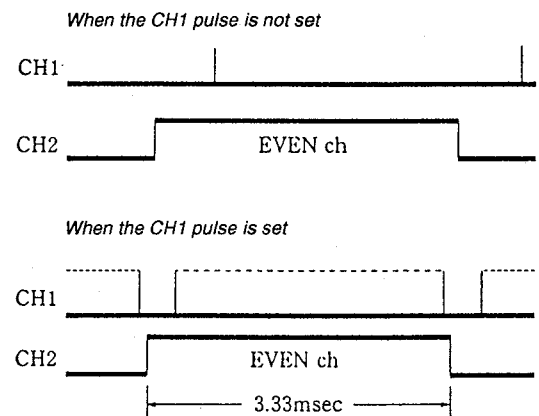 When the CH1 pulse is not set
CH1
CH2 EVEN ch
When the CH1 pulse is set
CH1
CH2 EVEN ch
3.33msec